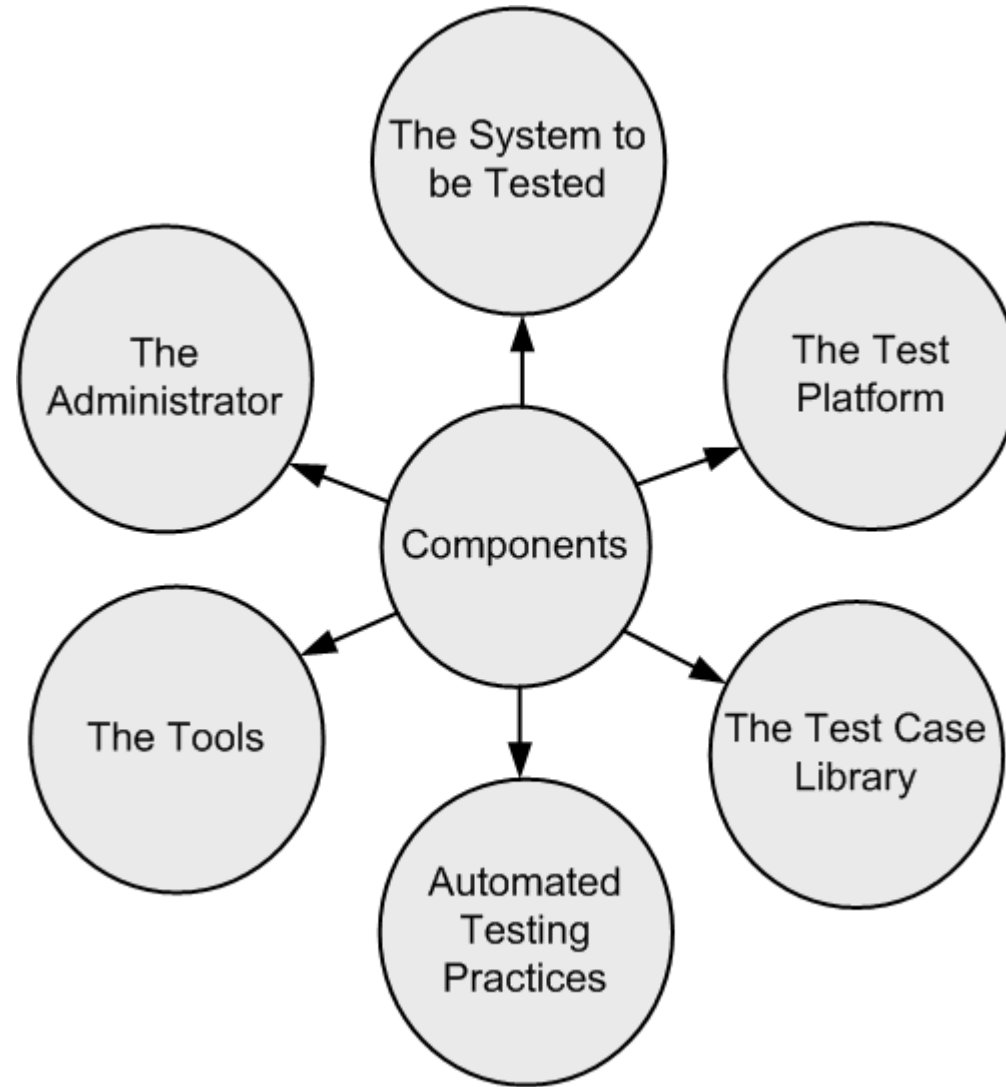 The System to
be Tested
The Test
Platform
The Test Case
Library
Automated
Testing
Practices
The Tools
The
Administrator
Components